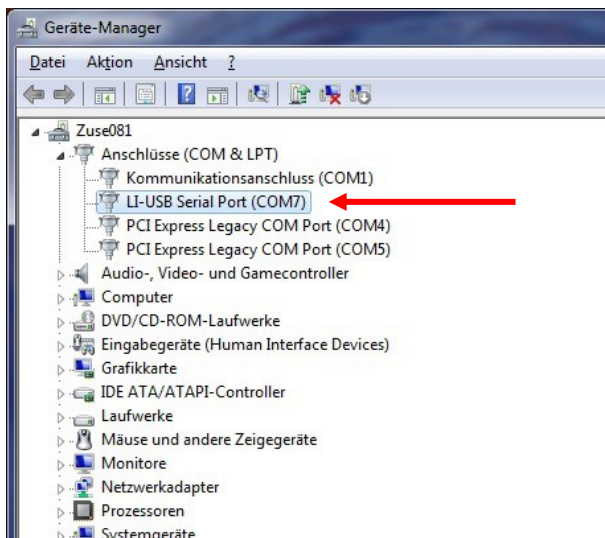 Geräte-Manager
Datei Aktion Ansicht ?
Zuse081
Anschlüsse (COM & LPT)
Kommunikationsanschluss (COM1)
LI-USB Serial Port (COM7)
PCI Express Legacy COM Port (COM4)
PCI Express Legacy COM Port (COM5)
Audio-, Video- und Gamecontroller
Computer
DVD/CD-ROM-Laufwerke
Eingabegeräte (Human Interface Devices)
Grafikkarte
IDE ATA/ATAPI-Controller
Laufwerke
Mäuse und andere Zeigegeräte
Monitore
Netzwerkadapter
Prozessoren
Systemgeräte